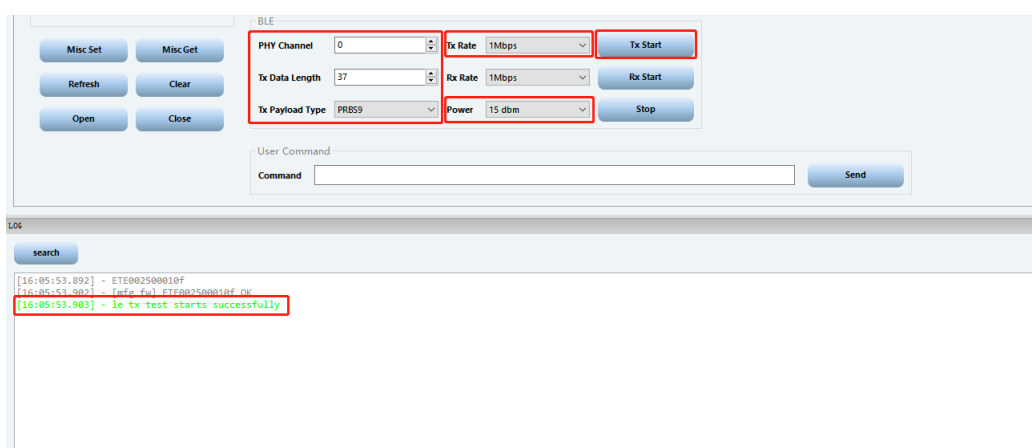 BLE
Misc Set Misc Get PHY Channel 0 Tx Rate 1Mbps Tx Start
Refresh Clear Tx Data Length 37 Rx Rate 1Mbps Rx Start
Open Close Tx Payload Type PRBS9 Power 15 dbm Stop
User Command
Command Send
LOG
search
[16:05:53.892] - ETE002500010f
[16:05:53.902] - [mfg fw] ETE002500010f OK
[16:05:53.903] - le tx test starts successfully